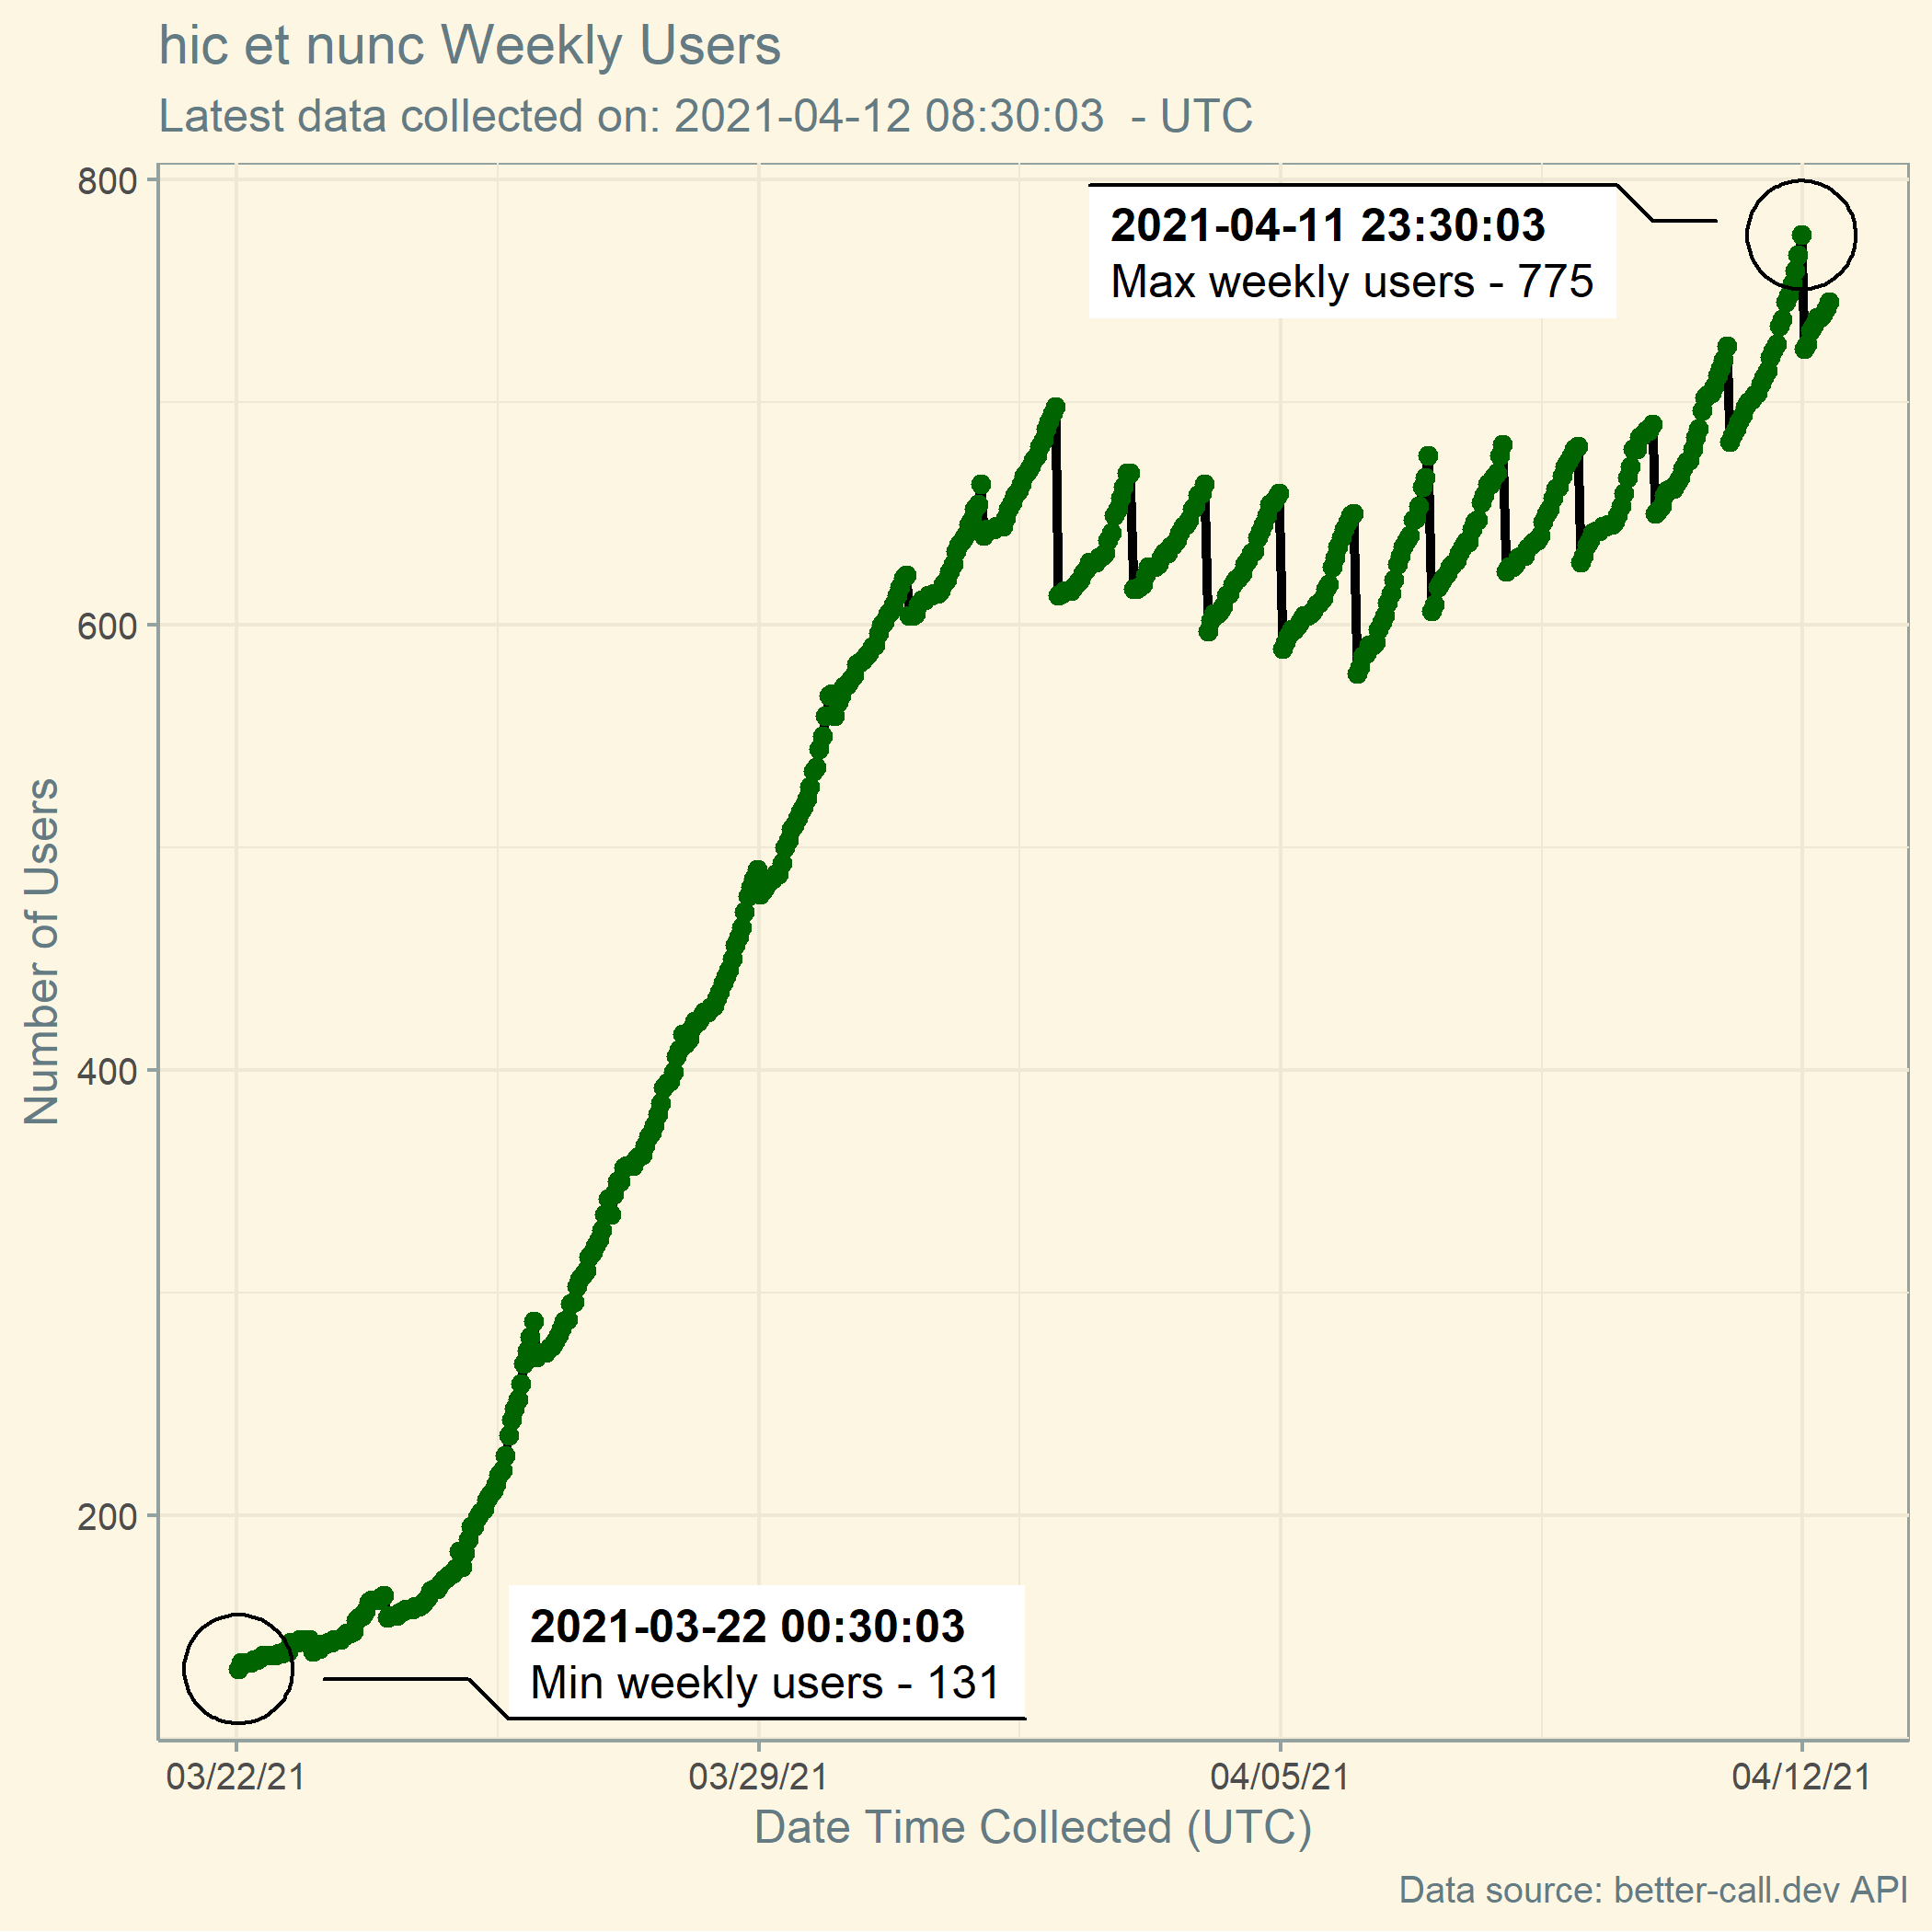 hic et nunc Weekly Users
Latest data collected on: 2021-04-12 08:30:03  - UTC
800
600
400
200
Number of Users
2021-04-11 23:30:03
Max weekly users - 775
2021-03-22 00:30:03
Min weekly users - 131
03/22/21
03/29/21
04/05/21
04/12/21
Date Time Collected (UTC)
Data source: better-call.dev API